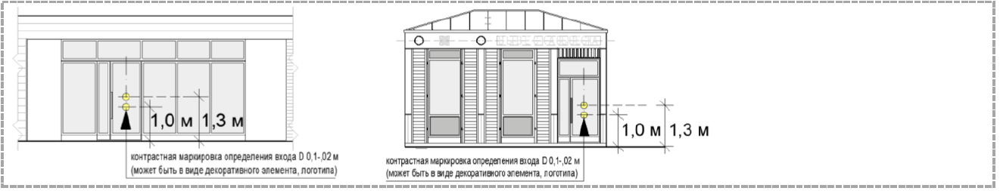 1,0 м 1,3 м
контрастная маркировка определения входа D 0,1-,02 м
(может быть в виде декоративного элемента, логотипа)
1,0 м 1,3 м
контрастная маркировка определения входа D 0,1-,02 м
(может быть в виде декоративного элемента, логотипа)